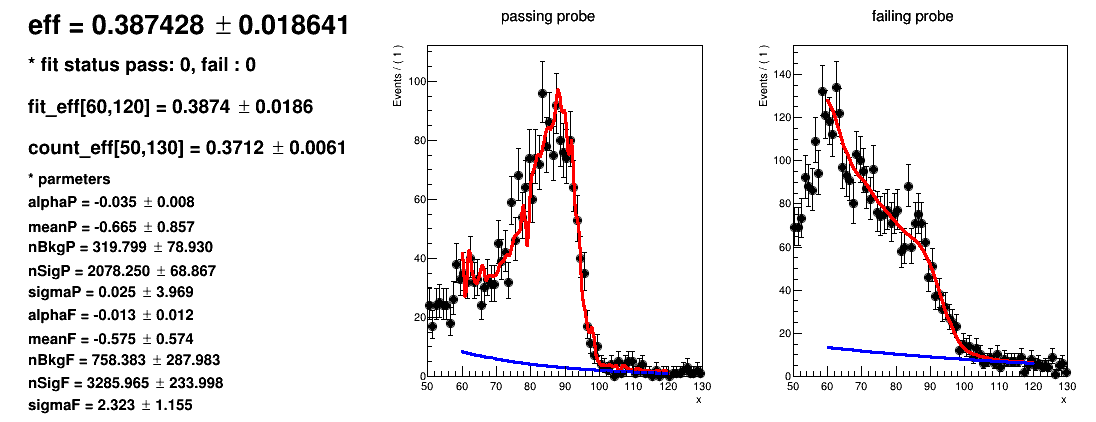 eff = 0.387428 ± 0.018641
* fit status pass: 0, fail : 0
fit_eff[60,120] = 0.3874 ± 0.0186
count_eff[50,130] = 0.3712 ± 0.0061
* parmeters
alphaP = -0.035 ± 0.008
meanP = -0.665 ± 0.857
nBkgP = 319.799 ± 78.930
nSigP = 2078.250 ± 68.867
sigmaP = 0.025 ± 3.969
alphaF = -0.013 ± 0.012
meanF = -0.575 ± 0.574
nBkgF = 758.383 ± 287.983
nSigF = 3285.965 ± 233.998
sigmaF = 2.323 ± 1.155
passing probe
Events / ( 1 )
100
80
60
40
20
0
50 60 70 80 90 100 110 120 130
x
failing probe
Events / ( 1 )
140
120
100
80
60
40
20
0
50 60 70 80 90 100 110 120 130
x